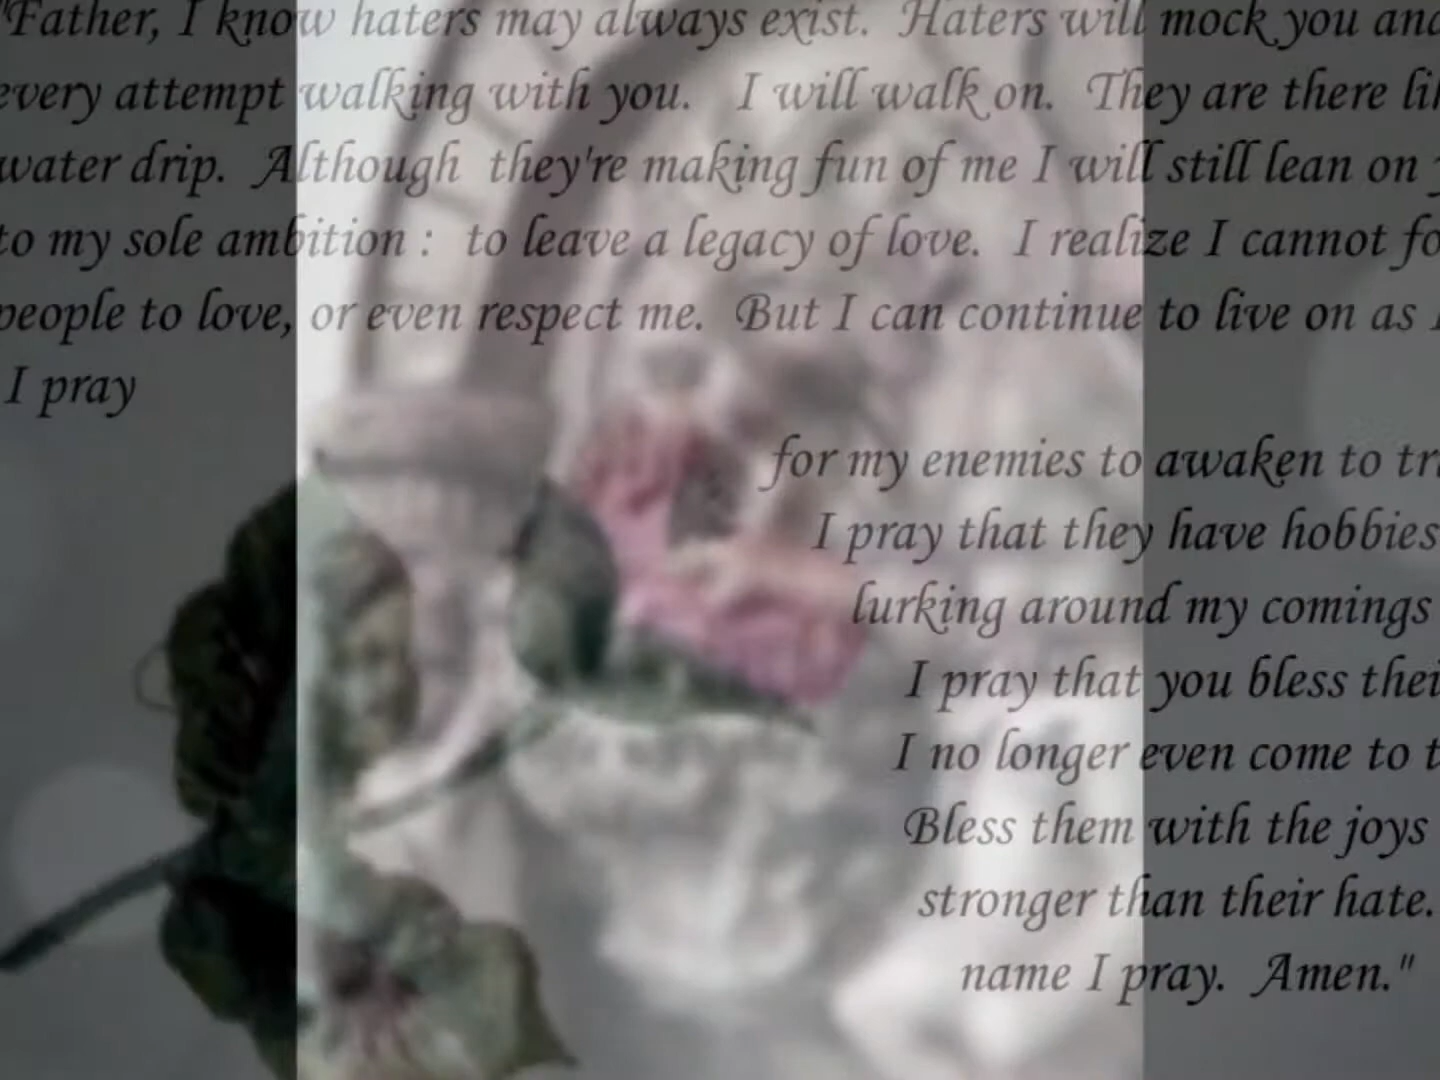 "Father, I know haters may always exist. Haters will mock you and
every attempt walking with you. I will walk on. They are there
water drip. Although they're making fun of me I will still lean on
to my sole ambition : to leave a legacy of love. I realize I cannot
people to love, or even respect me. But I can continue to live on as
I pray
for my enemies to awaken to
I pray that they have hobbies
lurking around my comings
I pray that you bless
I no longer even come to
Bless them with the joys
stronger than their hate.
name I pray. Amen."